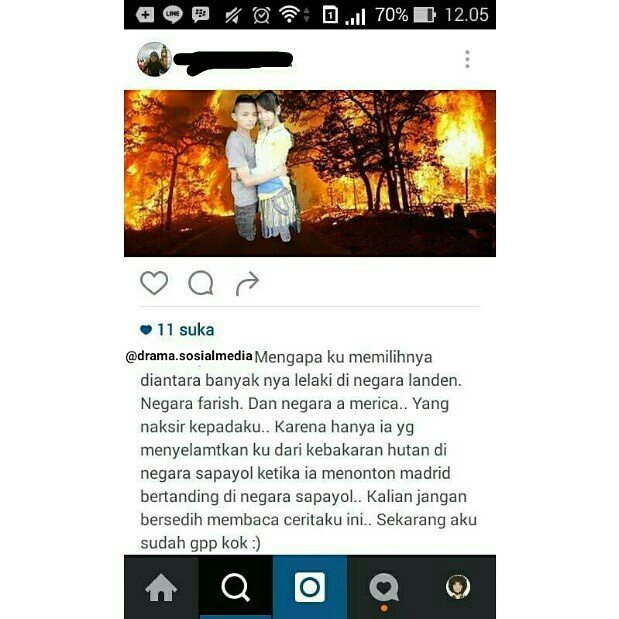 LINE 1 70% 12.05
11 suka
@drama.sosialmedia Mengapa ku memilihnya
diantara banyak nya lelaki di negara landen.
Negara farish. Dan negara a merica.. Yang
naksir kepadaku.. Karena hanya ia yg
menyelamtkan ku dari kebakaran hutan di
negara sapayol ketika ia menonton madrid
bertanding di negara sapayol.. Kalian jangan
bersedih membaca ceritaku ini.. Sekarang aku
sudah gpp kok :)